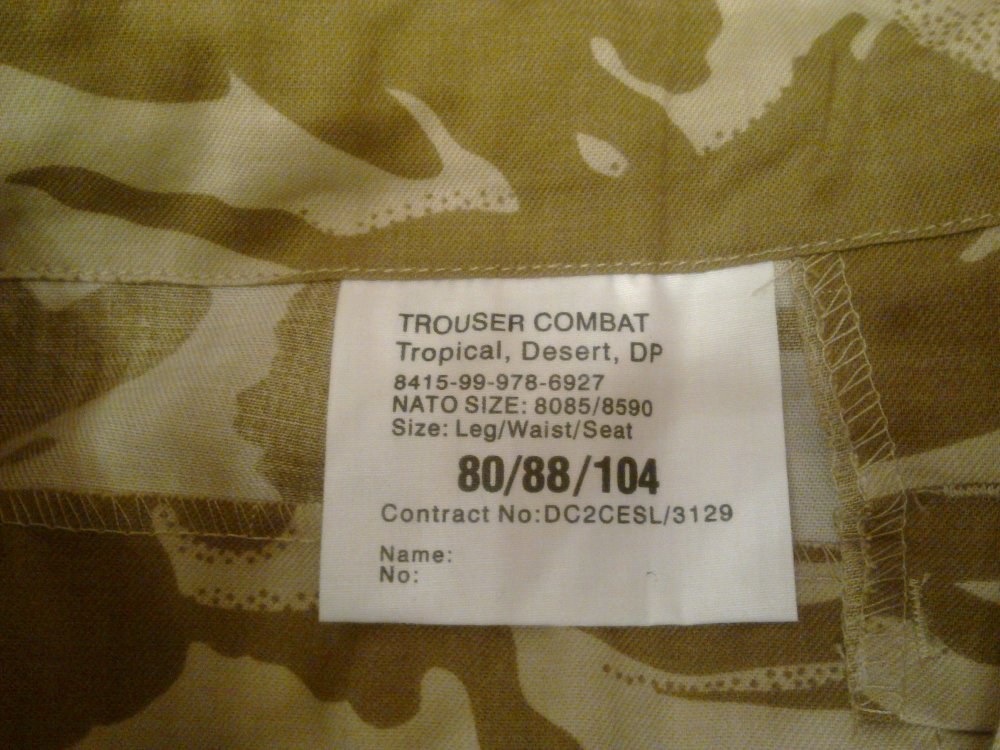 TROUSER COMBAT
Tropical, Desert, DP
8415-99-978-6927
NATO SIZE: 8085/8590
Size: Leg/Waist/Seat
80/88/104
Contract No:DC2CESL/3129
Name:
No: